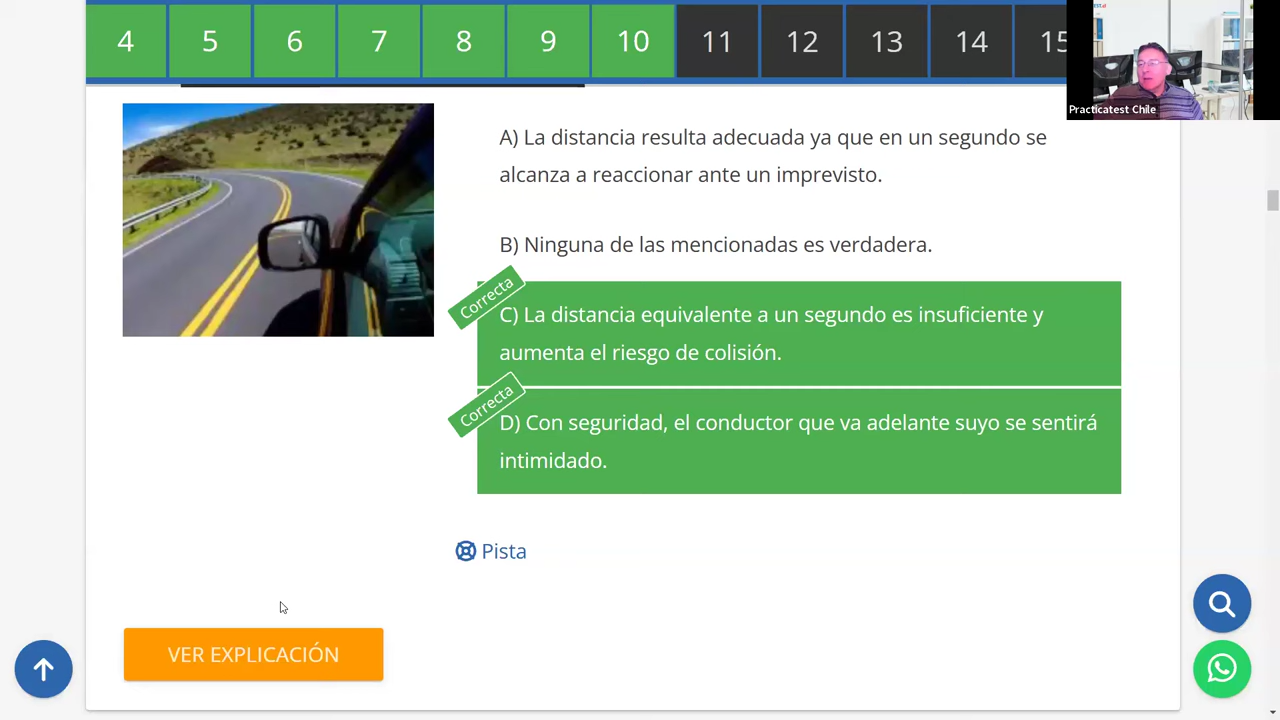 4 5 6 7 8 9 10 11 12 13 14 15
Practicatest Chile
A) La distancia resulta adecuada ya que en un segundo se
alcanza a reaccionar ante un imprevisto.
B) Ninguna de las mencionadas es verdadera.
Correcta
C) La distancia equivalente a un segundo es insuficiente y
aumenta el riesgo de colisión.
Correcta
D) Con seguridad, el conductor que va adelante suyo se sentirá
intimidado.
Pista
VER EXPLICACIÓN